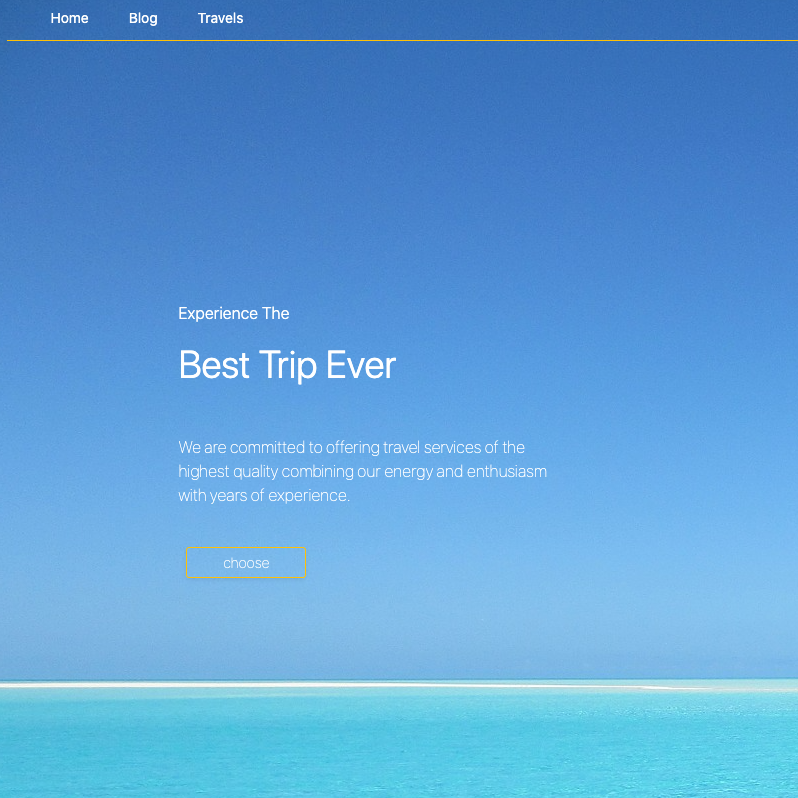 Home Blog Travels
Experience The
Best Trip Ever
We are committed to offering travel services of the
highest quality combining our energy and enthusiasm
with years of experience.
choose